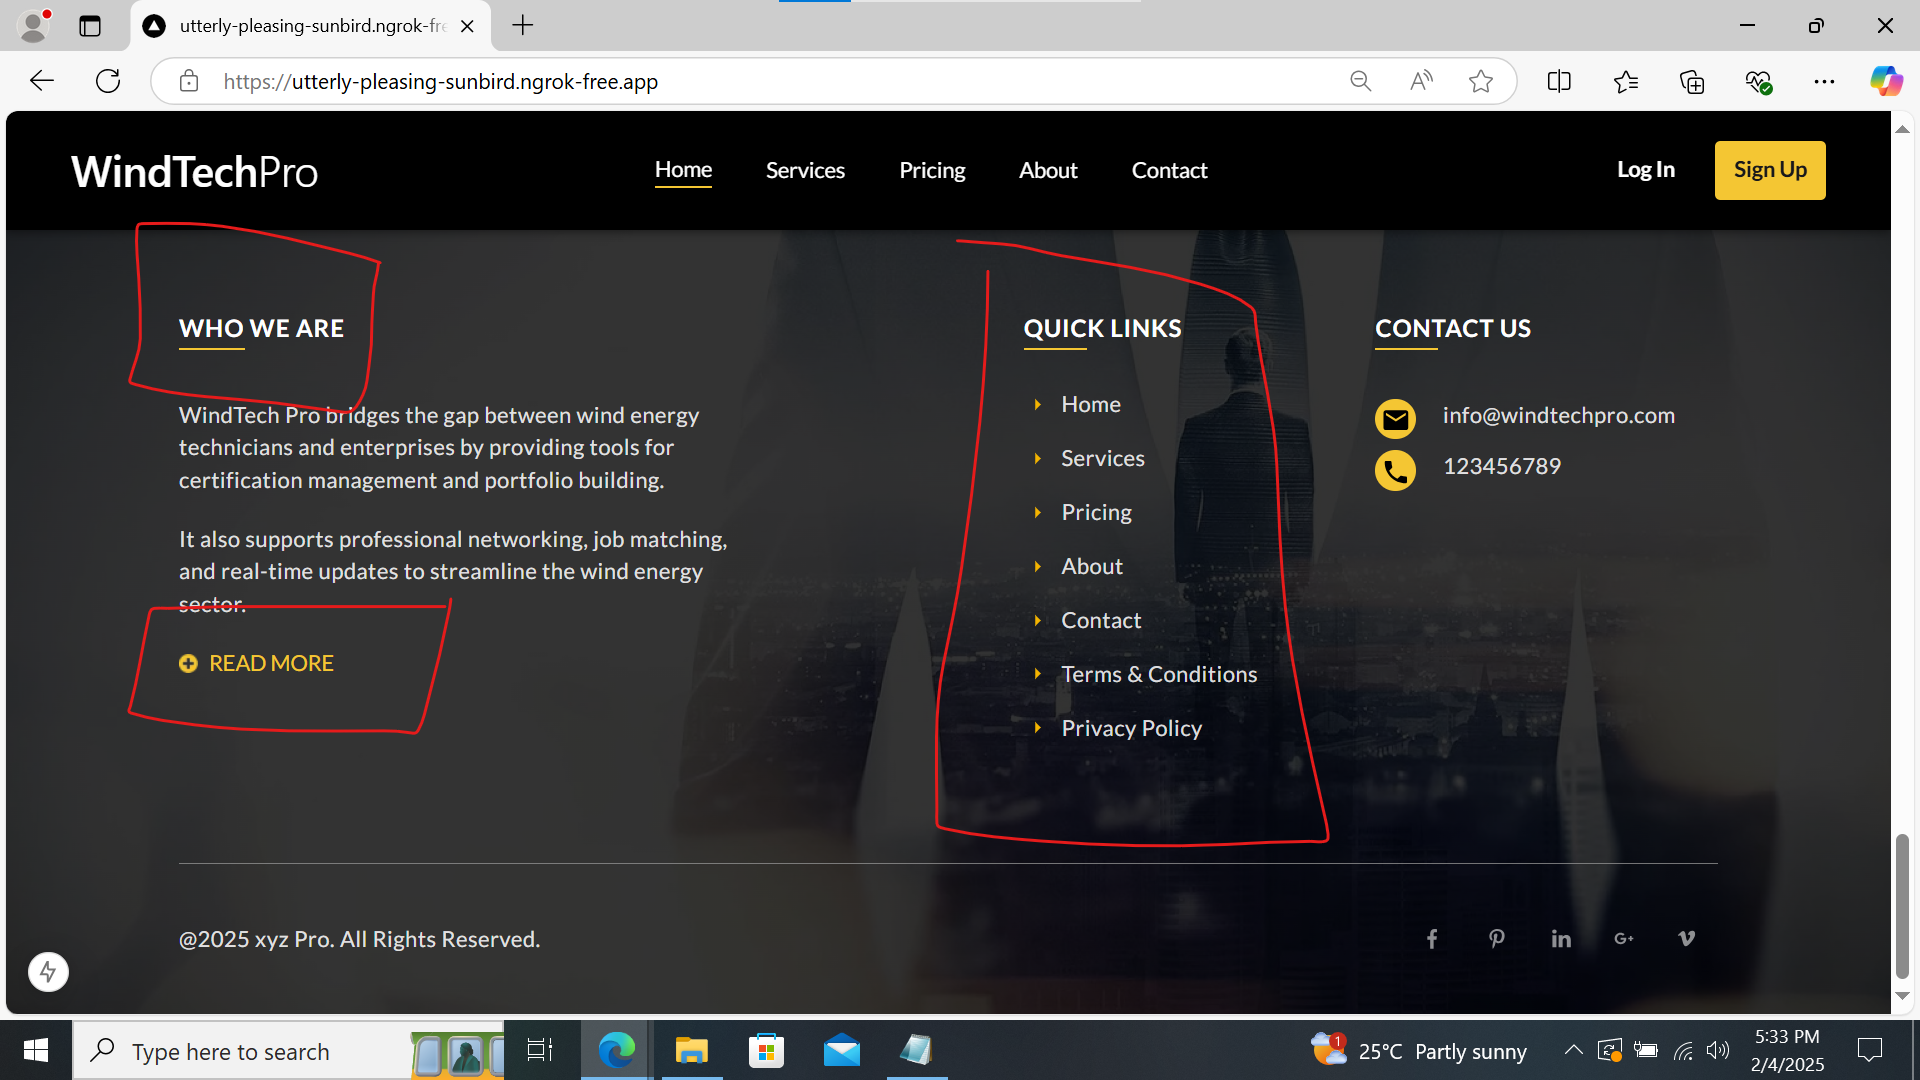 utterly-pleasing-sunbird.ngrok-fre
https://utterly-pleasing-sunbird.ngrok-free.app
WindTechPro
Home
Services
Pricing
About
Contact
Log In
Sign Up
WHO WE ARE
WindTech Pro bridges the gap between wind energy
technicians and enterprises by providing tools for
certification management and portfolio building.
It also supports professional networking, job matching,
and real-time updates to streamline the wind energy
sector.
READ MORE
QUICK LINKS
Home
Services
Pricing
About
Contact
Terms & Conditions
Privacy Policy
CONTACT US
info@windtechpro.com
123456789
@2025 xyz Pro. All Rights Reserved.
Type here to search
1
25°C Partly sunny
5:33 PM
2/4/2025